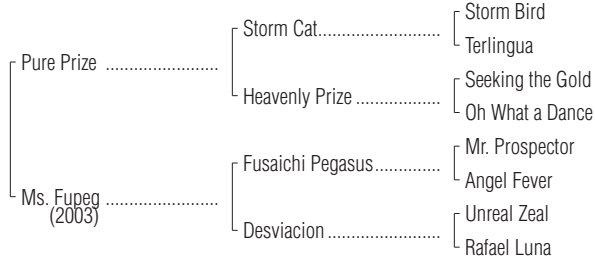 Storm Bird
Storm Cat......................
Terlingua
Pure Prize .......................
Seeking the Gold
Heavenly Prize .................
Oh What a Dance
Mr. Prospector
Fusaichi Pegasus.............
Angel Fever
Ms. Fupeg .......................
(2003)
Unreal Zeal
Desviacion ......................
Rafael Luna